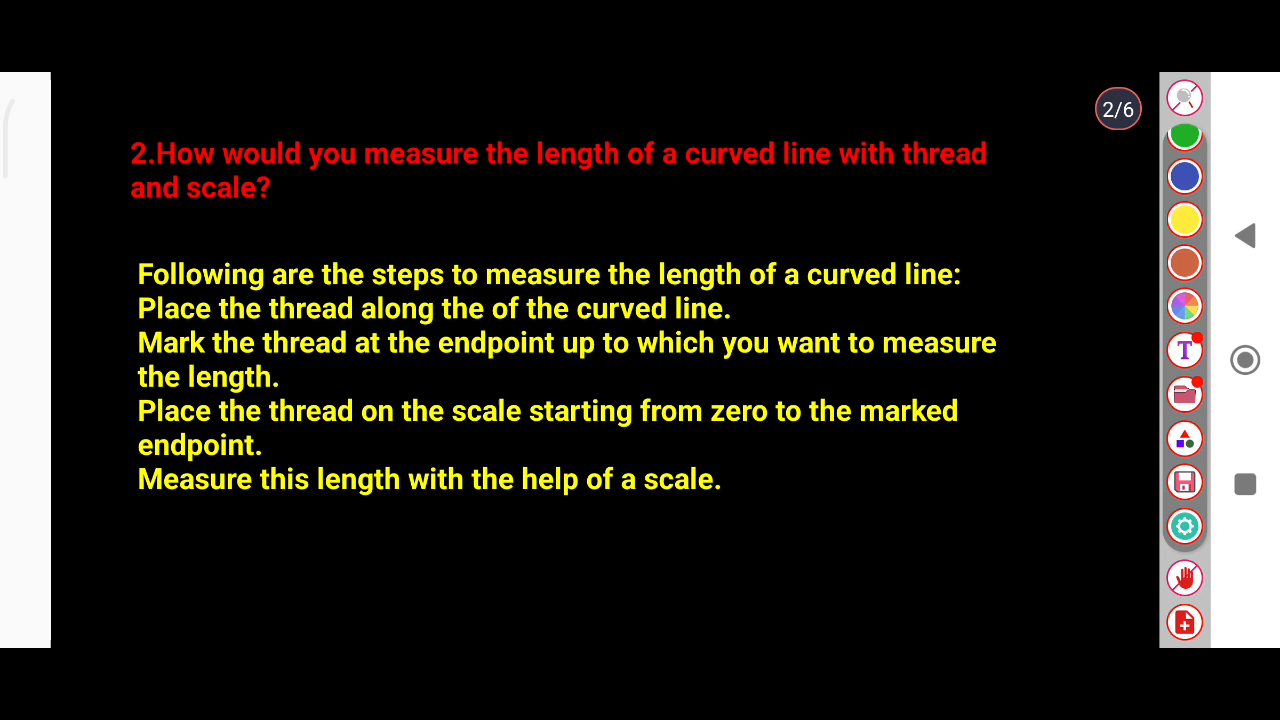 2/6
2.How would you measure the length of a curved line with thread
and scale?
Following are the steps to measure the length of a curved line:
Place the thread along the of the curved line.
Mark the thread at the endpoint up to which you want to measure
the length.
Place the thread on the scale starting from zero to the marked
endpoint.
Measure this length with the help of a scale.
T